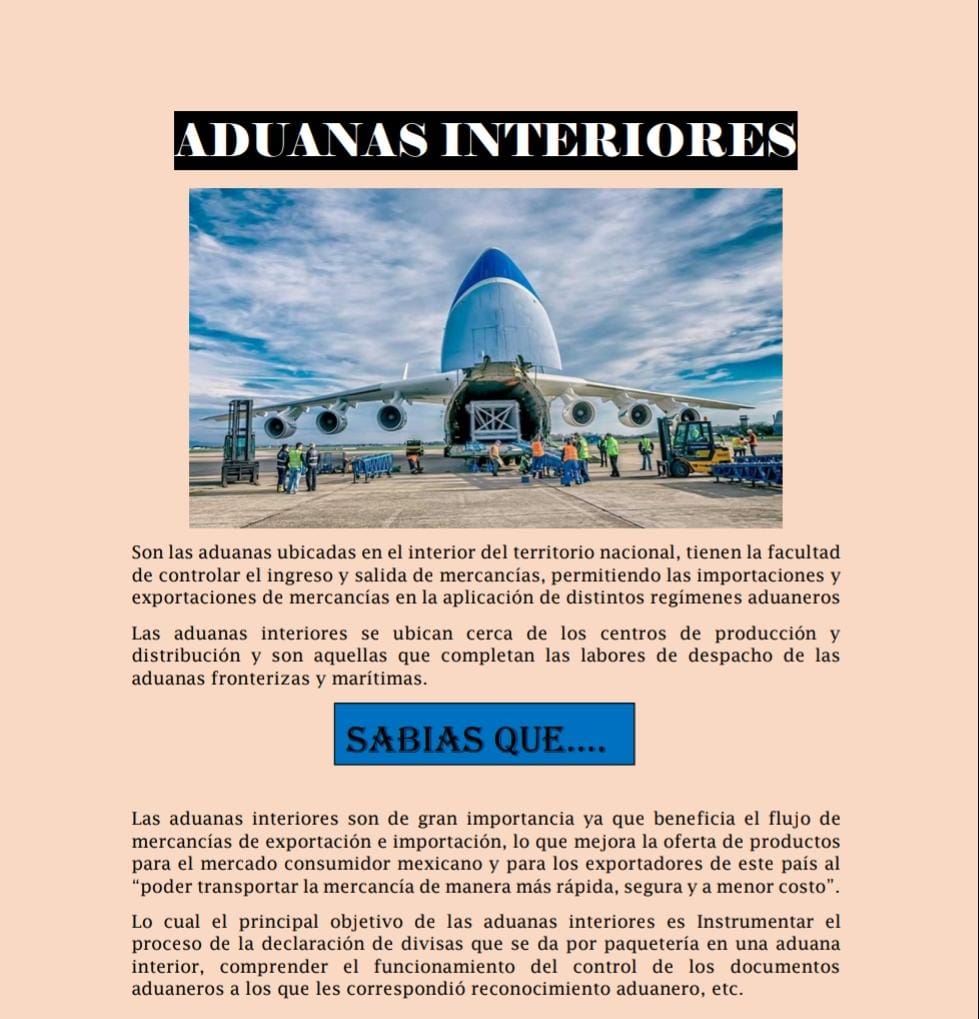 ADUANAS INTERIORES
Son las aduanas ubicadas en el interior del territorio nacional, tienen la facultad
de controlar el ingreso y salida de mercancías, permitiendo las importaciones y
exportaciones de mercancías en la aplicación de distintos regímenes aduaneros
Las aduanas interiores se ubican cerca de los centros de producción y
distribución y son aquellas que completan las labores de despacho de las
aduanas fronterizas y marítimas.
SABIAS QUE....
Las aduanas interiores son de gran importancia ya que beneficia el flujo de
mercancías de exportación e importación, lo que mejora la oferta de productos
para el mercado consumidor mexicano y para los exportadores de este país al
“poder transportar la mercancía de manera más rápida, segura y a menor costo”.
Lo cual el principal objetivo de las aduanas interiores es Instrumentar el
proceso de la declaración de divisas que se da por paquetería en una aduana
interior, comprender el funcionamiento del control de los documentos
aduaneros a los que les correspondió reconocimiento aduanero, etc.